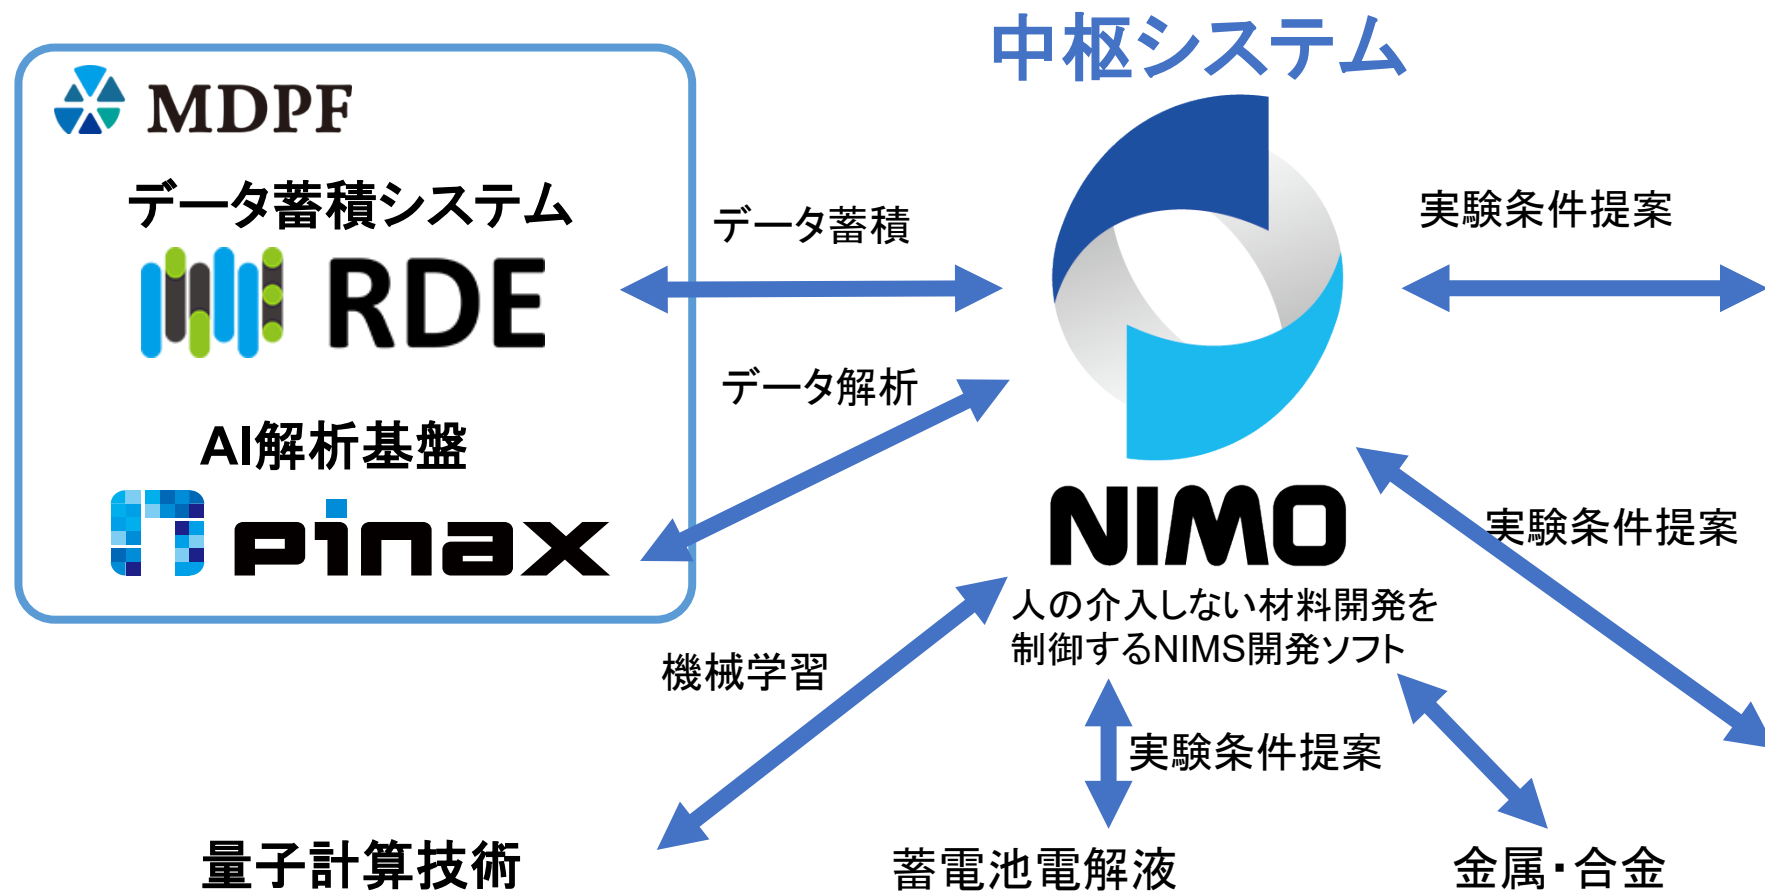 中枢システム
MDPF
データ蓄積システム
RDE
AI解析基盤
pinax
データ蓄積
データ解析
機械学習
NIMO
人の介入しない材料開発を
制御するNIMS開発ソフト
実験条件提案
実験条件提案
実験条件提案
量子計算技術
蓄電池電解液
金属・合金